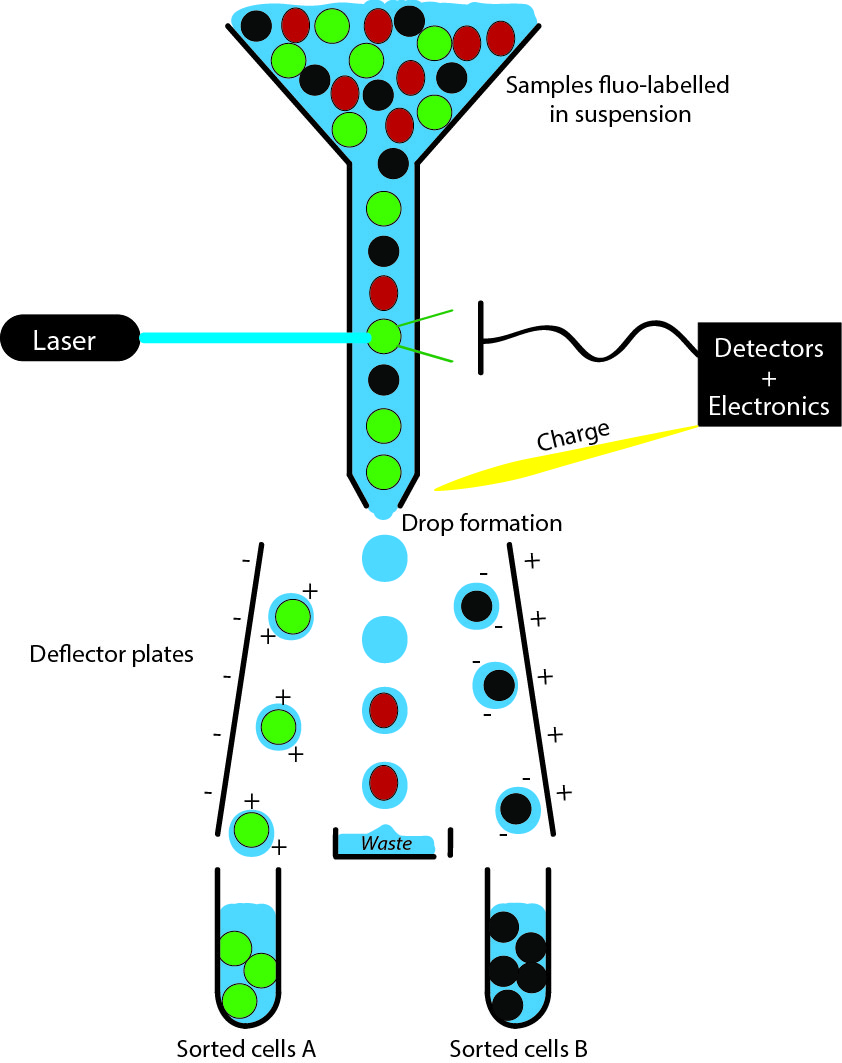 Samples fluo-labelled
in suspension
Laser
Detectors
+
Electronics
Charge
Drop formation
- + - +
- + - +
Deflector plates
- + - +
- + - +
- + - +
Waste
Sorted cells A
Sorted cells B